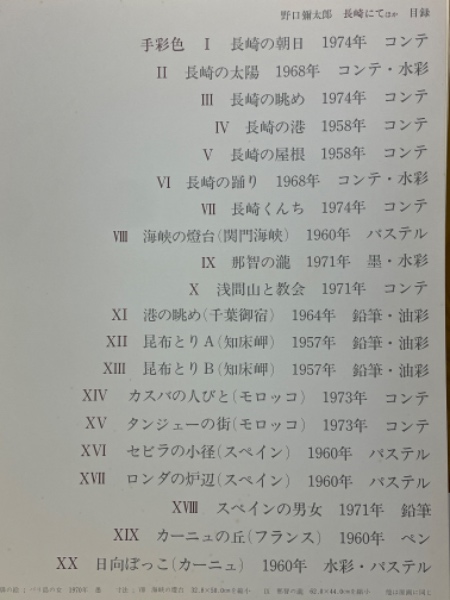 野口彌太郎 長崎にてほか 目録
手彩色 Ⅰ 長崎の朝日 1974年 コンテ
Ⅱ 長崎の太陽 1968年 コンテ・水彩
Ⅲ 長崎の眺め 1974年 コンテ
Ⅳ 長崎の港 1958年 コンテ
Ⅴ 長崎の屋根 1958年 コンテ
Ⅵ 長崎の踊り 1968年 コンテ・水彩
Ⅶ 長崎くんち 1974年 コンテ
Ⅷ 海峡の燈台(関門海峡) 1960年 パステル
Ⅸ 那智の瀧 1971年 墨・水彩
Ⅹ 浅間山と教会 1971年 コンテ
ⅩⅠ 港の眺め(千葉御宿) 1964年 鉛筆・油彩
ⅩⅡ 昆布とりA(知床岬) 1957年 鉛筆・油彩
ⅩⅢ 昆布とりB(知床岬) 1957年 鉛筆・油彩
ⅩⅣ カスバの人びと(モロッコ) 1973年 コンテ
ⅩⅤ タンジェーの街(モロッコ) 1973年 コンテ
ⅩⅥ セビラの小径(スペイン) 1960年 パステル
ⅩⅦ ロンダの炉辺(スペイン) 1960年 パステル
ⅩⅧ スペインの男女 1971年 鉛筆
ⅩⅨ カーニュの丘(フランス) 1960年 ペン
ⅩⅩ 日向ぼっこ(カーニュ) 1960年 水彩・パステル
1970年 墨 寸法